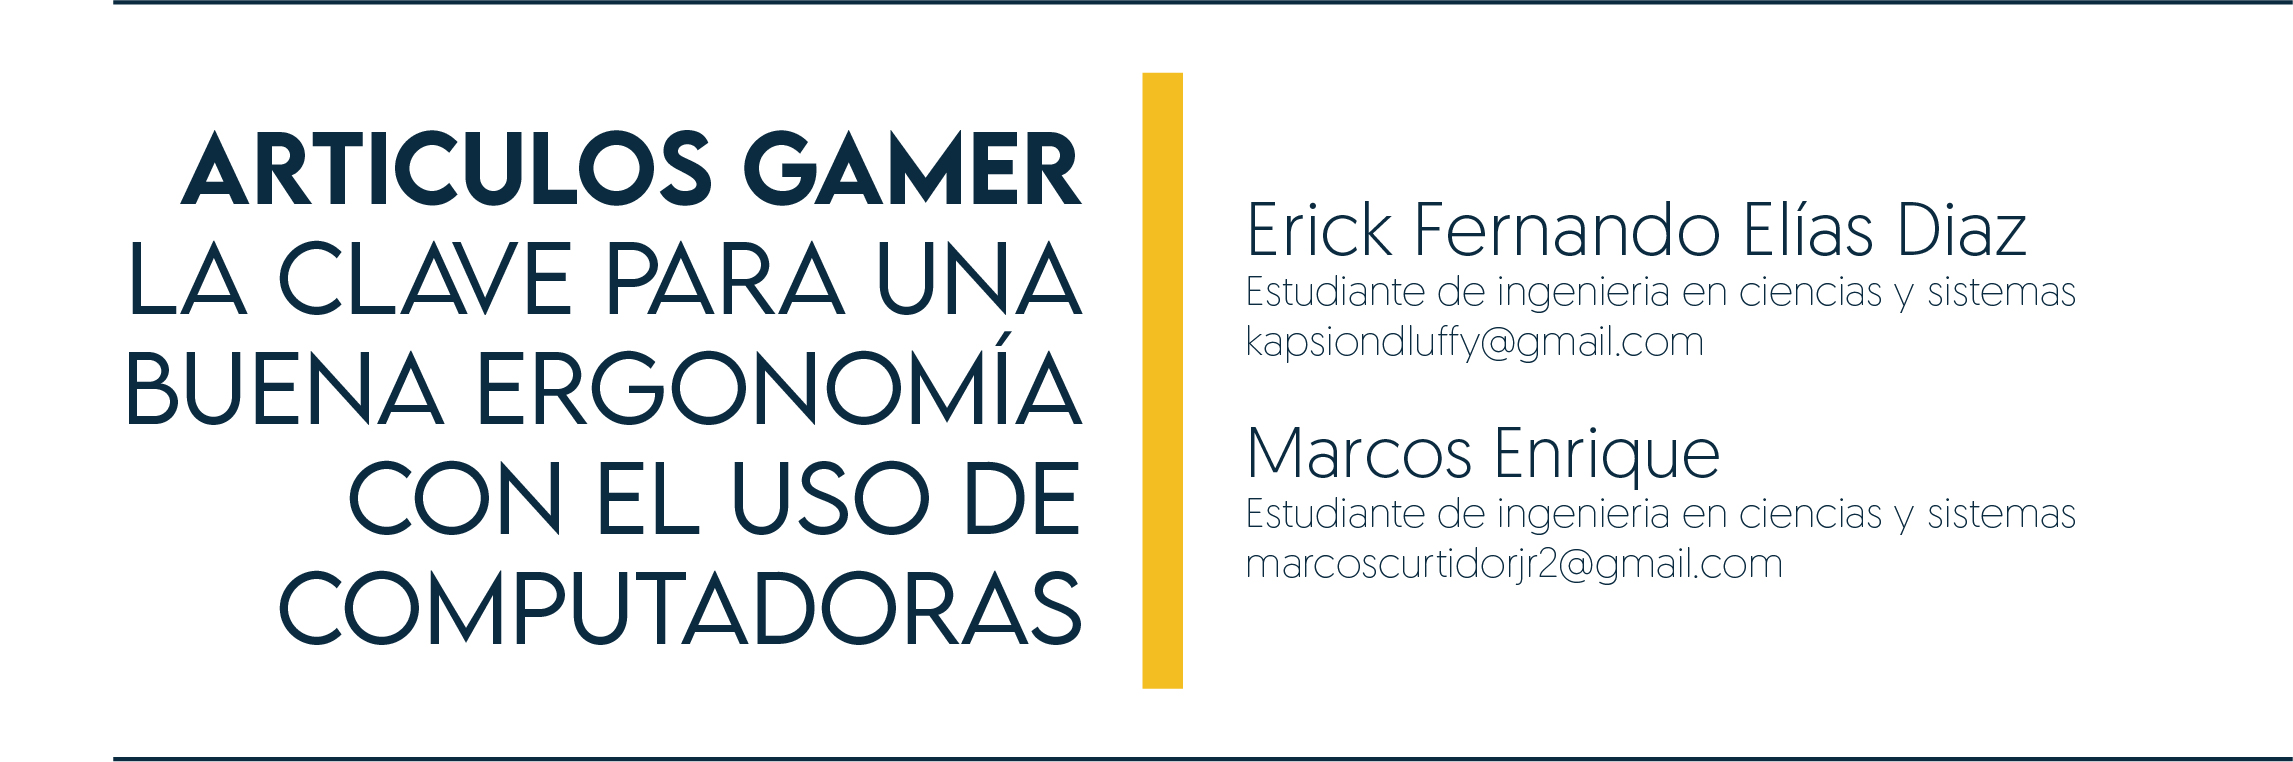 ARTICULOS GAMER
LA CLAVE PARA UNA
BUENA ERGONOMÍA
CON EL USO DE
COMPUTADORAS
Erick Fernando Elías Diaz
Estudiante de ingenieria en ciencias y sistemas
kapsiondluffy@gmail.com
Marcos Enrique
Estudiante de ingenieria en ciencias y sistemas
marcoscurtidorjr2@gmail.com